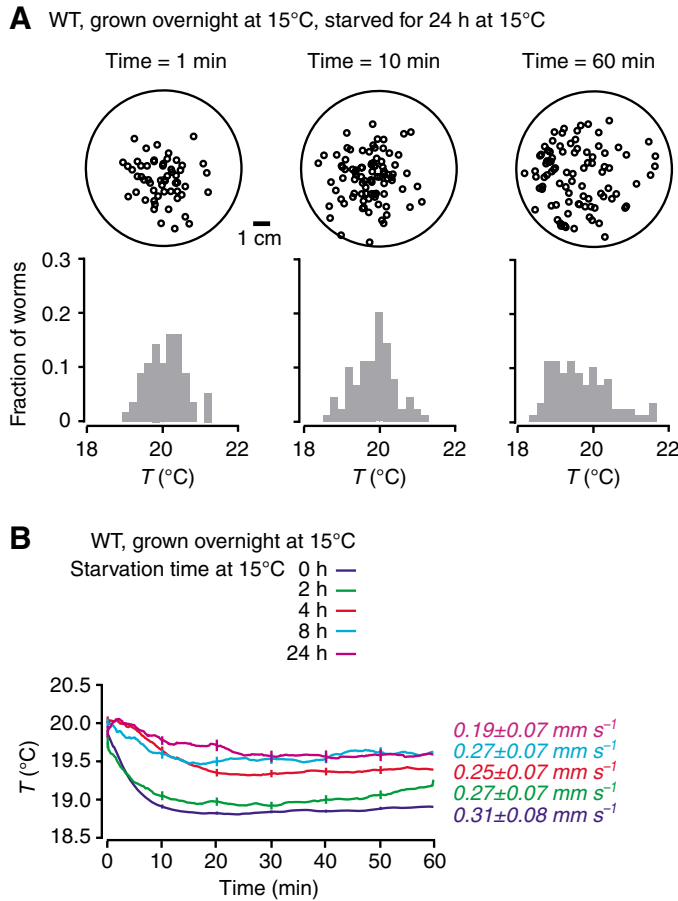 A WT, grown overnight at 15°C, starved for 24 h at 15°C
Time = 1 min Time = 10 min Time = 60 min
1 cm
Fraction of worms
0.3
0.2
0.1
0
18 20 22 18 20 22 18 20 22
T (°C) T (°C) T (°C)
B
WT, grown overnight at 15°C
Starvation time at 15°C 0 h
2 h
4 h
8 h
24 h
T (°C)
20.5
20.0
19.5
19.0
18.5
0.19±0.07 mm s⁻¹
0.27±0.07 mm s⁻¹
0.25±0.07 mm s⁻¹
0.27±0.07 mm s⁻¹
0.31±0.08 mm s⁻¹
0 10 20 30 40 50 60
Time (min)